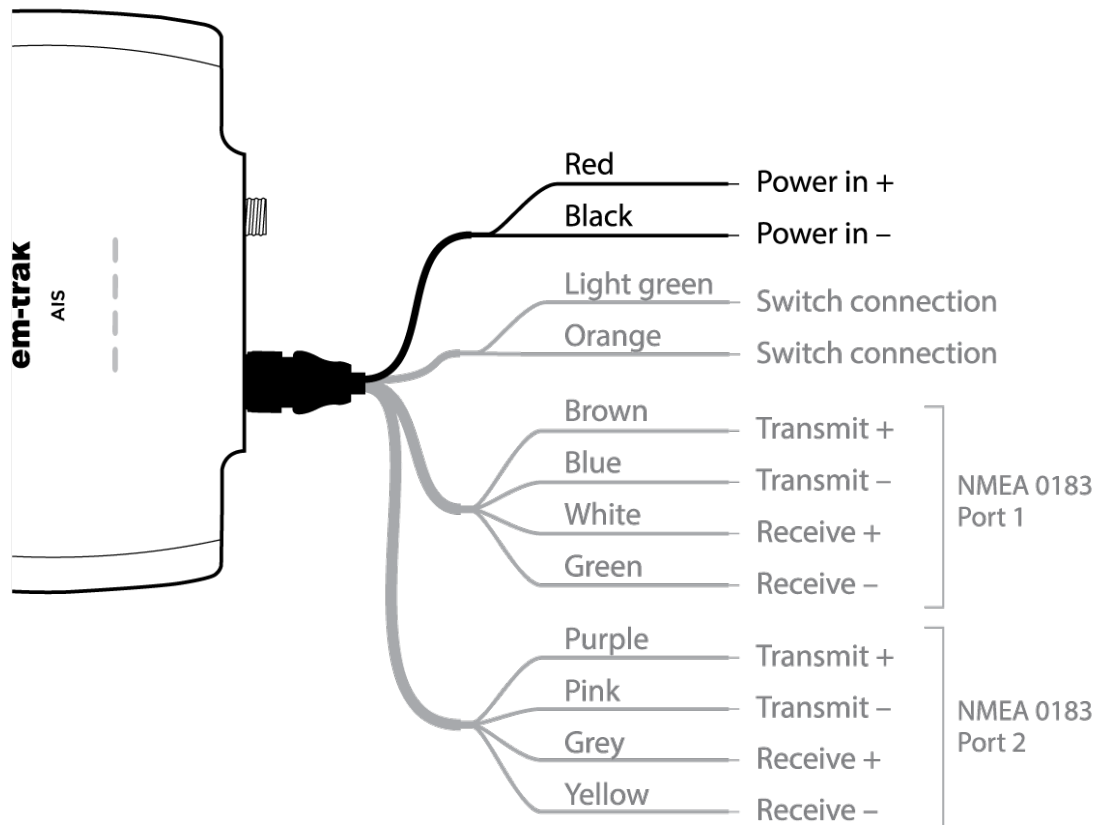 em-trak
AIS
Red
Power in +
Black
Power in –
Light green
Switch connection
Orange
Switch connection
Brown
Transmit +
Blue
Transmit –
White
Receive +
Green
Receive –
NMEA 0183
Port 1
Purple
Transmit +
Pink
Transmit –
Grey
Receive +
Yellow
Receive –
NMEA 0183
Port 2